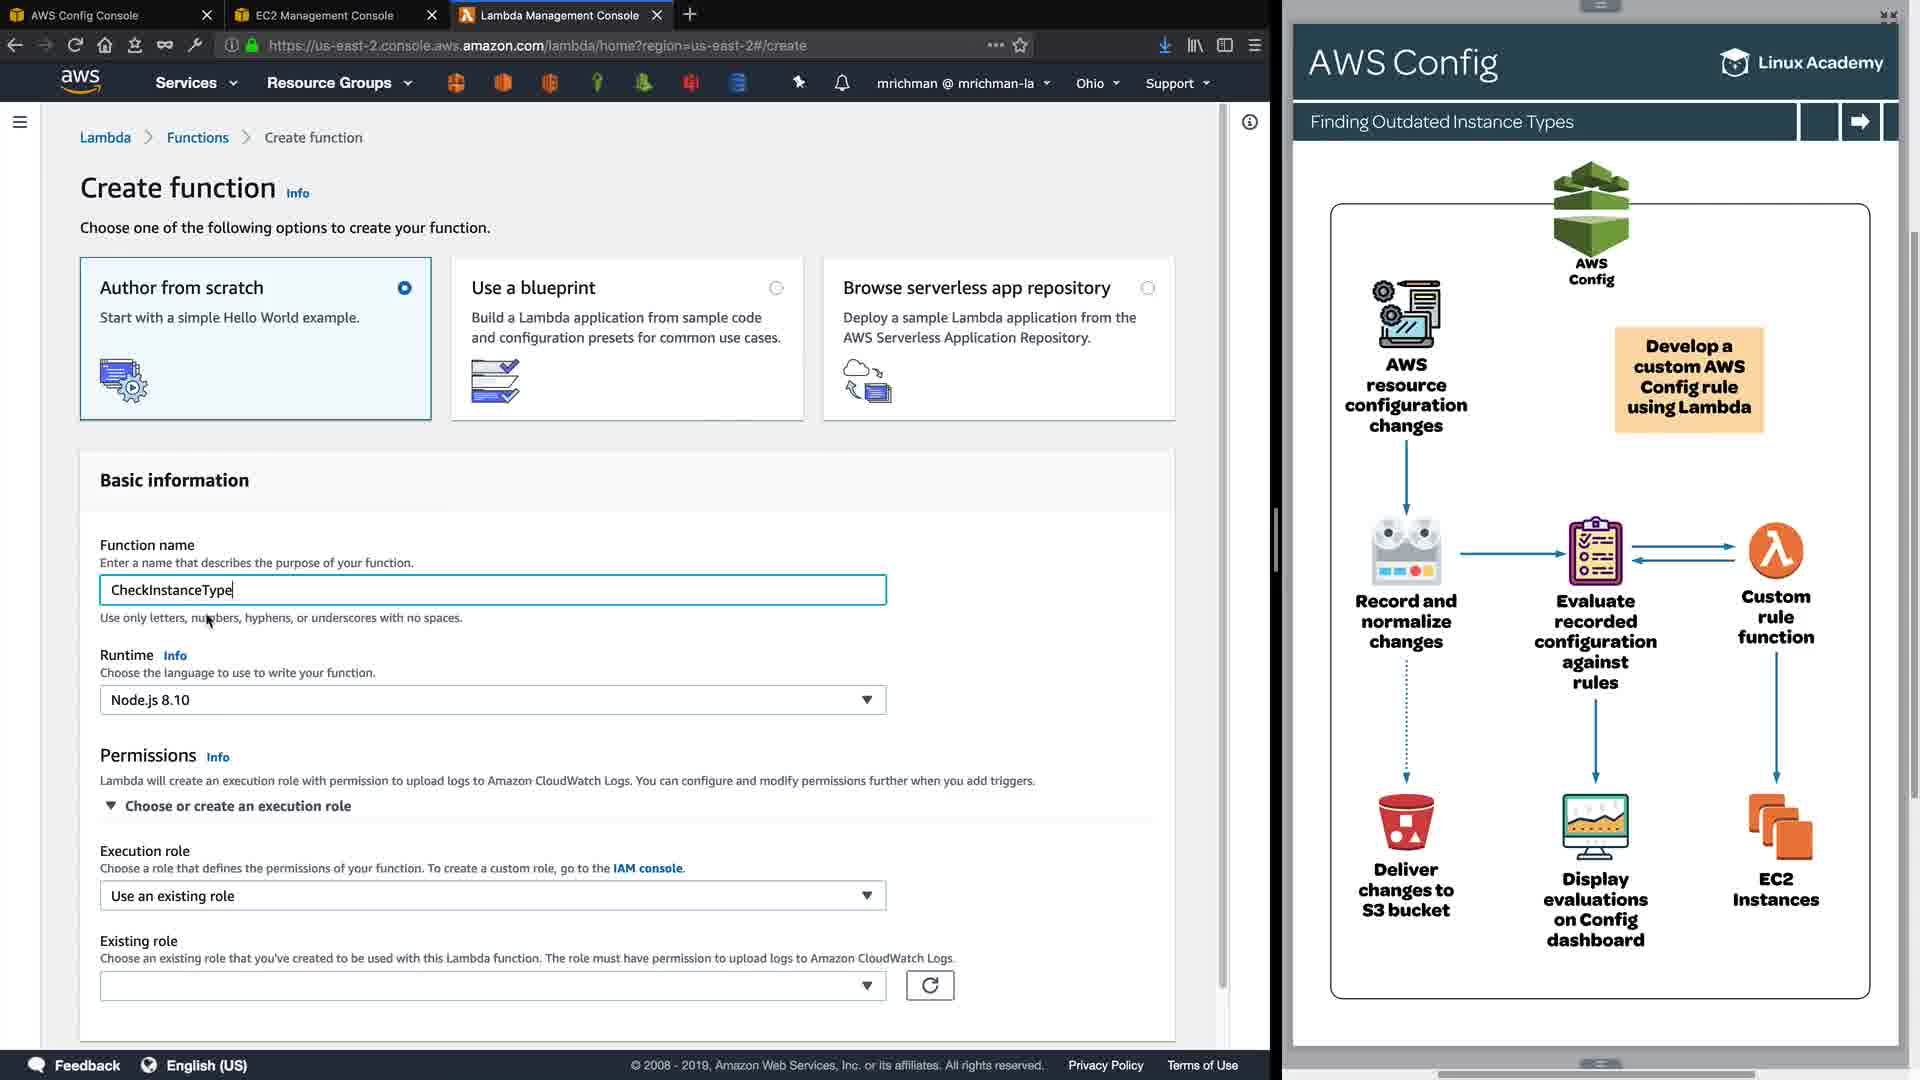 AWS Config Console
EC2 Management Console
Lambda Management Console
https://us-east-2.console.aws.amazon.com/lambda/home?region=us-east-2#/create
aws
Services
Resource Groups
mrichman @ mrichman-la
Ohio
Support
Lambda
Functions
Create function
Create function
Info
Choose one of the following options to create your function.
Author from scratch
Start with a simple Hello World example.
Use a blueprint
Build a Lambda application from sample code
and configuration presets for common use cases.
Browse serverless app repository
Deploy a sample Lambda application from the
AWS Serverless Application Repository.
Basic information
Function name
Enter a name that describes the purpose of your function.
CheckInstanceType
Use only letters, numbers, hyphens, or underscores with no spaces.
Runtime Info
Choose the language to use to write your function.
Node.js 8.10
Permissions Info
Lambda will create an execution role with permission to upload logs to Amazon CloudWatch Logs. You can configure and modify permissions further when you add triggers.
Choose or create an execution role
Execution role
Choose a role that defines the permissions of your function. To create a custom role, go to the IAM console.
Use an existing role
Existing role
Choose an existing role that you've created to be used with this Lambda function. The role must have permission to upload logs to Amazon CloudWatch Logs.
Feedback
English (US)
© 2008 - 2019, Amazon Web Services, Inc. or its affiliates. All rights reserved.
Privacy Policy
Terms of Use
AWS Config
Linux Academy
Finding Outdated Instance Types
AWS
Config
AWS
resource
configuration
changes
Develop a
custom AWS
Config rule
using Lambda
Record and
normalize
changes
Evaluate
recorded
configuration
against
rules
Custom
rule
function
Deliver
changes to
S3 bucket
Display
evaluations
on Config
dashboard
EC2
Instances